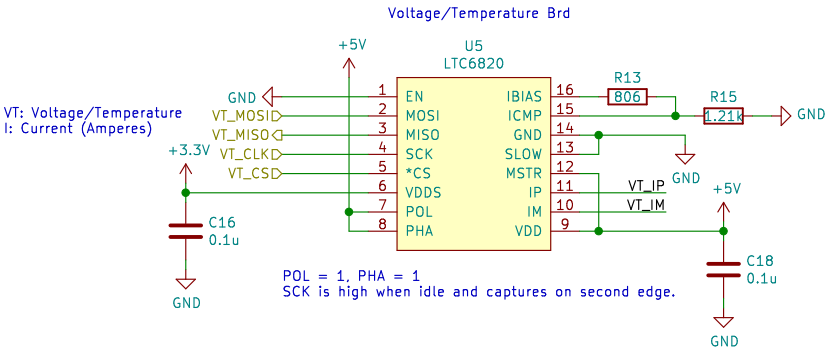 Voltage/Temperature Brd
+5V
U5
LTC6820
VT: Voltage/Temperature
I: Current (Amperes)
GND 1 EN
VT_MOSI 2 MOSI
VT_MISO 3 MISO
VT_CLK 4 SCK
VT_CS 5 *CS
6 VDDS
7 POL
8 PHA
IBIAS 16
ICMP 15
GND 14
SLOW 13
MSTR 12
IP 11 VT_IP
IM 10 VT_IM
VDD 9
R13
806
R15
1.21k
GND
GND
+3.3V
C16
0.1u
GND
+5V
C18
0.1u
GND
POL = 1, PHA = 1
SCK is high when idle and captures on second edge.